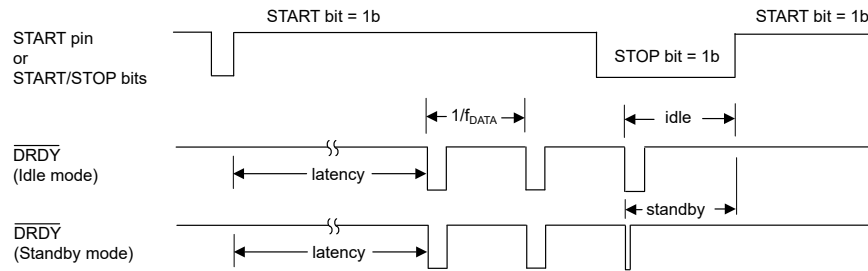 START bit = 1b
START bit = 1b
START pin
or
START/STOP bits
STOP bit = 1b
1/fDATA
idle
DRDY
(Idle mode)
latency
standby
DRDY
(Standby mode)
latency